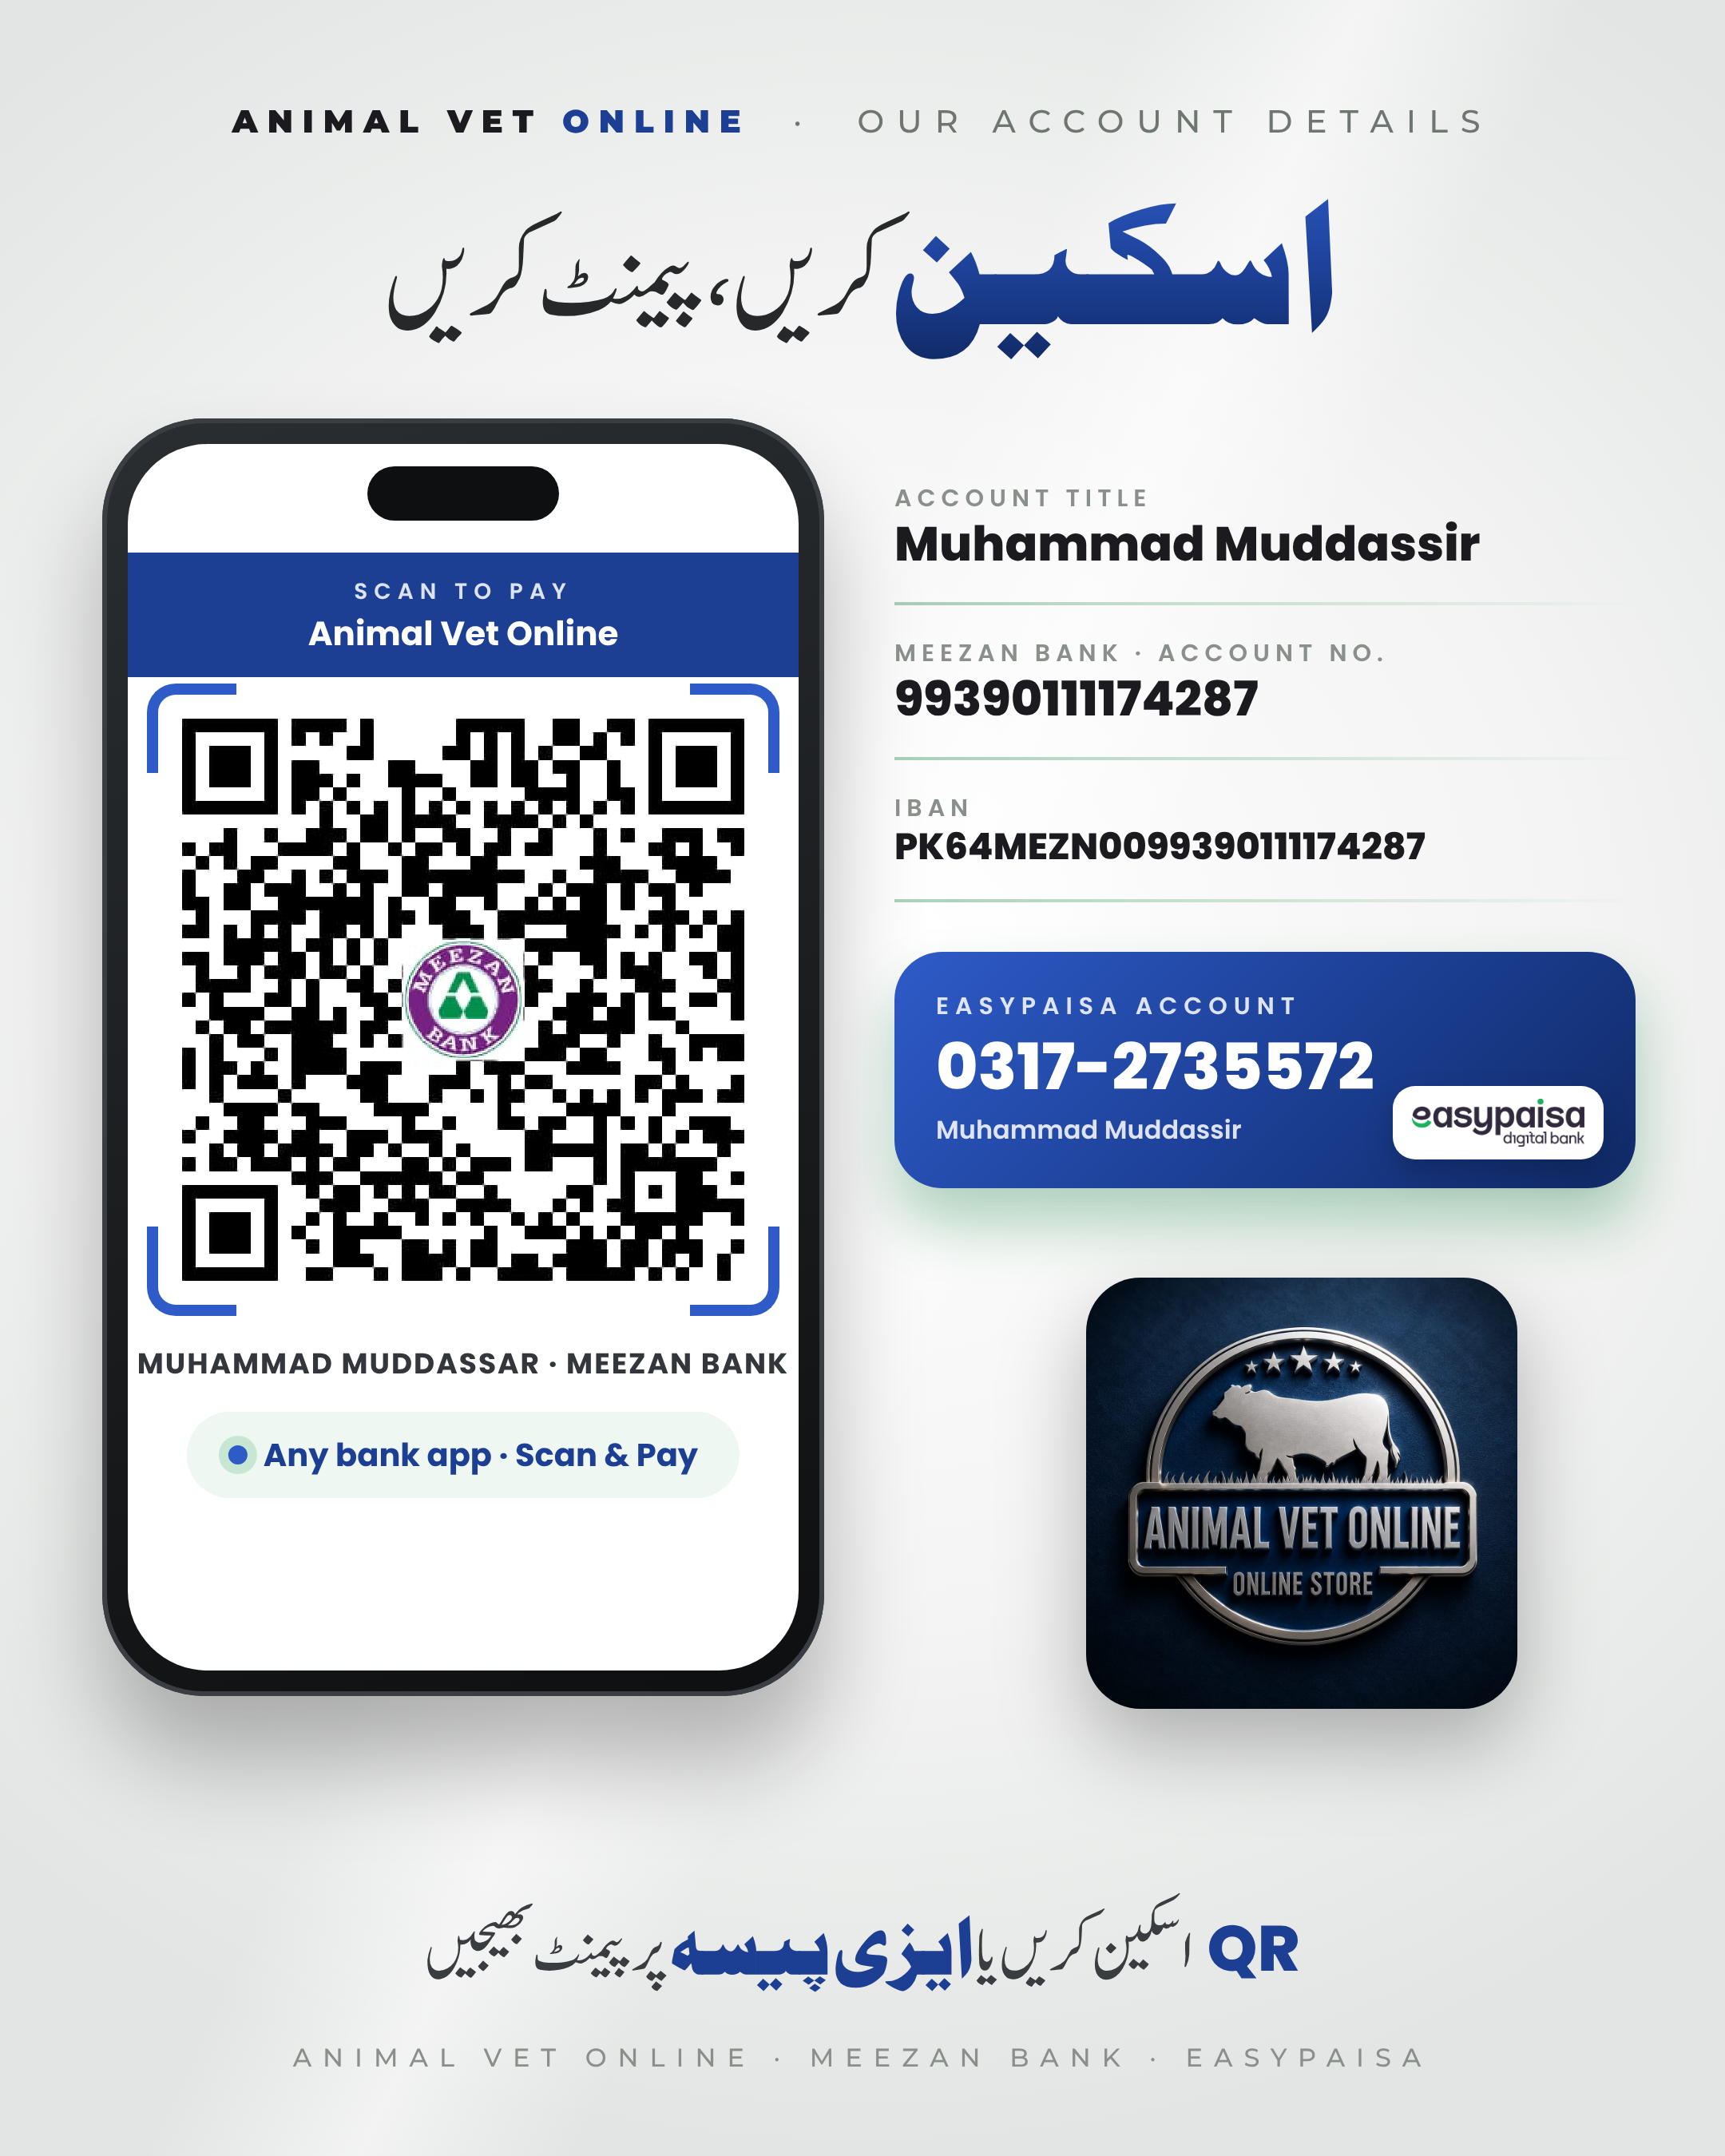 ANIMAL VET ONLINE · OUR ACCOUNT DETAILS
اسکین کریں، پیمنٹ کریں
SCAN TO PAY
Animal Vet Online
MEEZAN BANK
MUHAMMAD MUDDASSAR · MEEZAN BANK
Any bank app · Scan & Pay
ACCOUNT TITLE
Muhammad Muddassir
MEEZAN BANK · ACCOUNT NO.
99390111174287
IBAN
PK64MEZN0099390111174287
EASYPAISA ACCOUNT
0317-2735572
Muhammad Muddassir
easypaisa
digital bank
ANIMAL VET ONLINE
ONLINE STORE
QR اسکین کریں یا ایزی پیسہ پر پیمنٹ بھیجیں
ANIMAL VET ONLINE · MEEZAN BANK · EASYPAISA